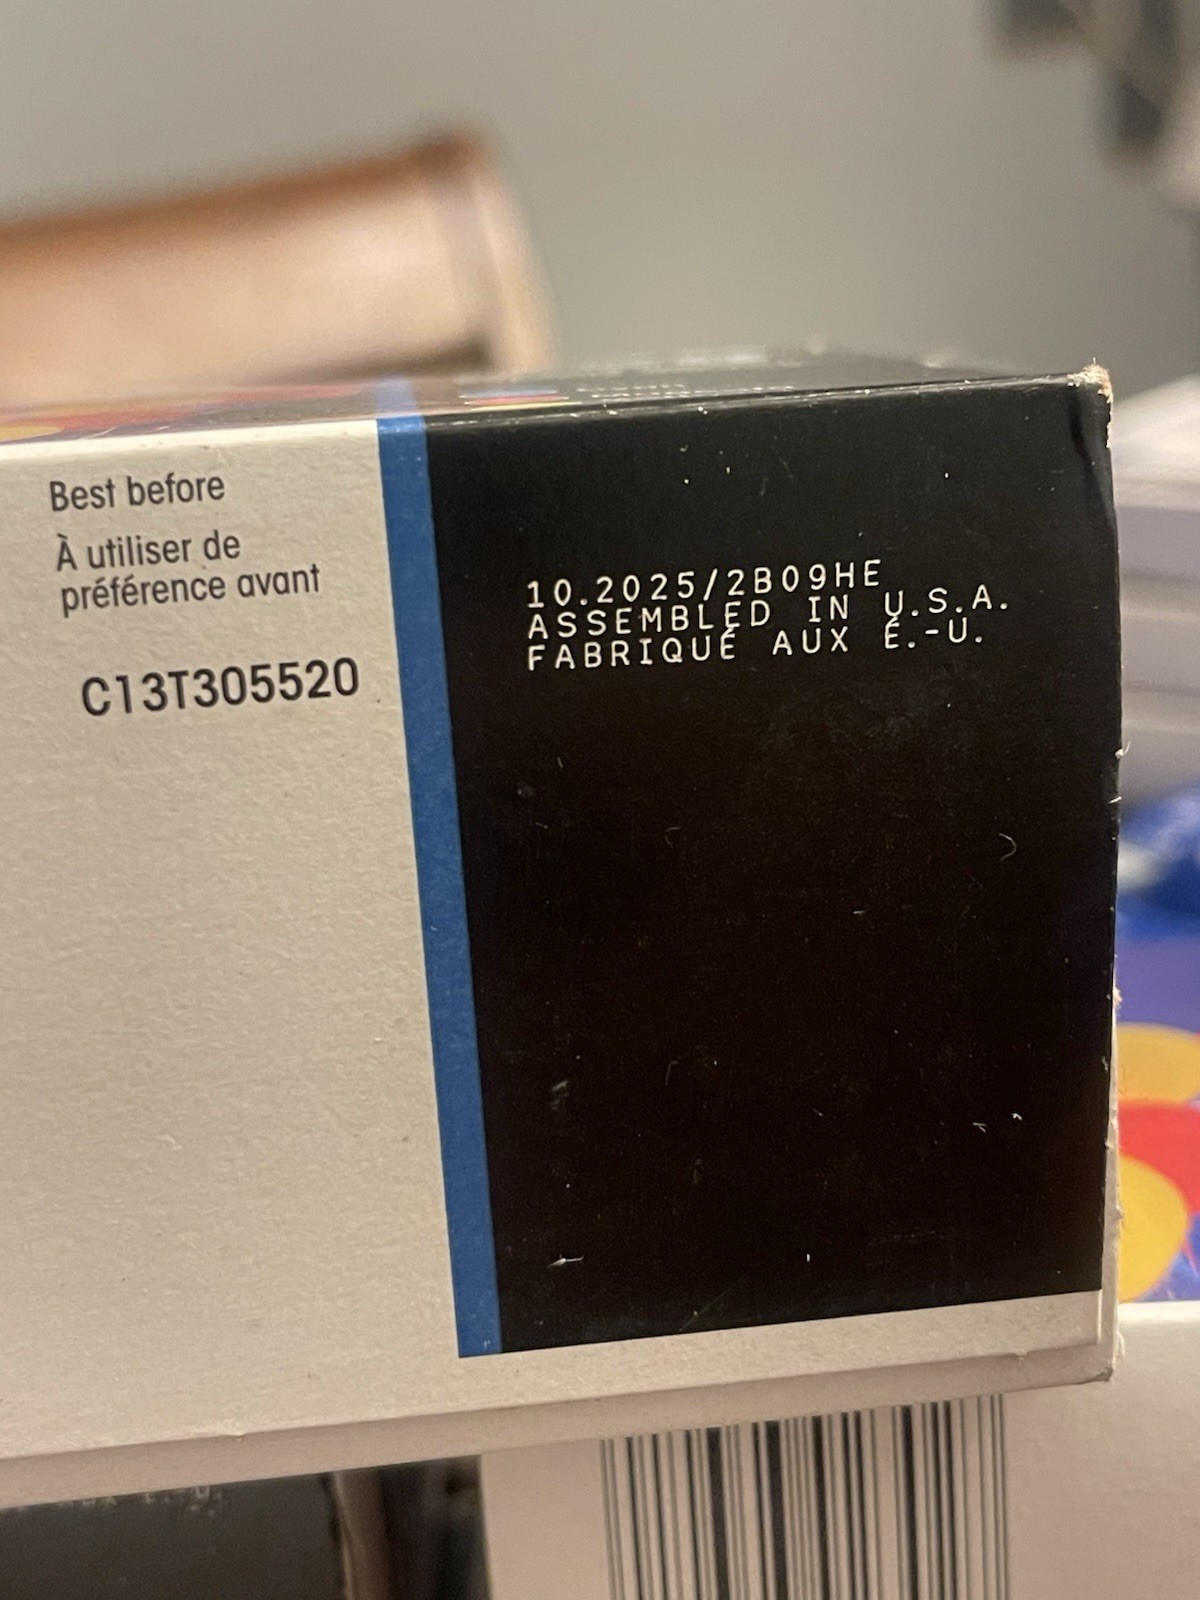 Best before
À utiliser de
préférence avant
C13T305520
10.2025/2B09HE
ASSEMBLED IN U.S.A.
FABRIQUÉ AUX É.-U.